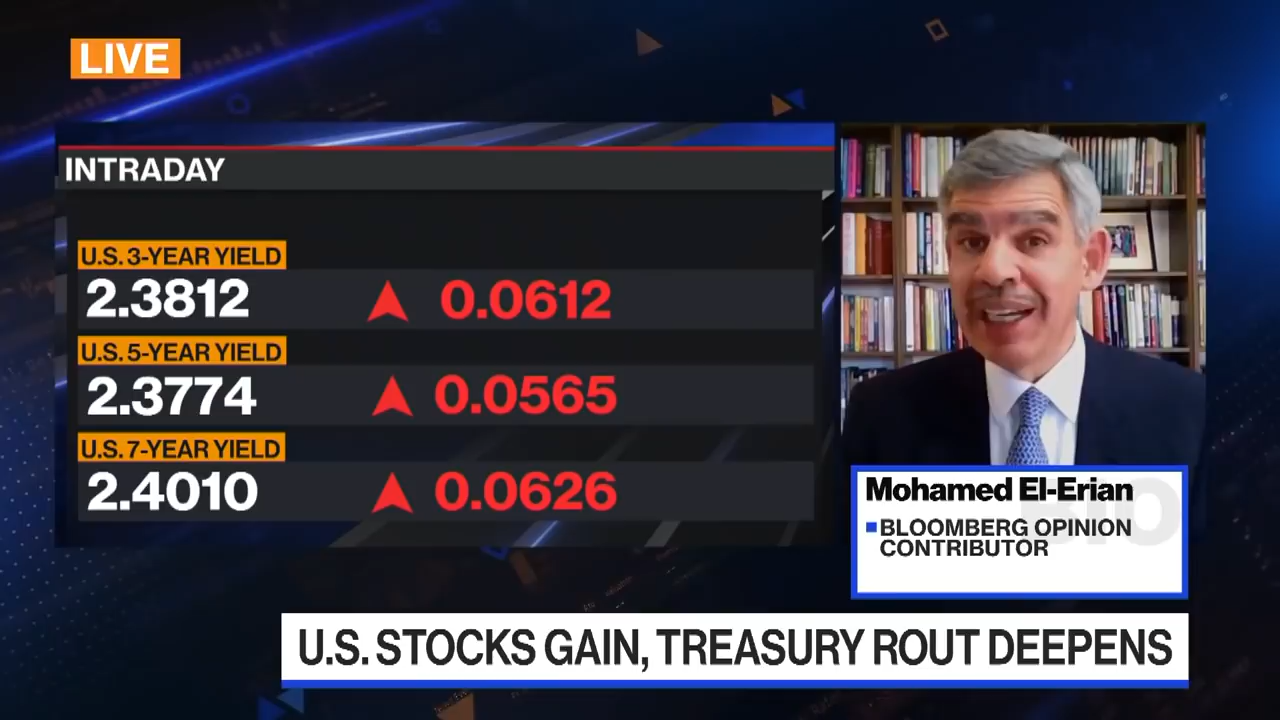 LIVE
INTRADAY
U.S. 3-YEAR YIELD
2.3812 ▲ 0.0612
U.S. 5-YEAR YIELD
2.3774 ▲ 0.0565
U.S. 7-YEAR YIELD
2.4010 ▲ 0.0626
Mohamed El-Erian
BIO
BLOOMBERG OPINION
CONTRIBUTOR
U.S. STOCKS GAIN, TREASURY ROUT DEEPENS